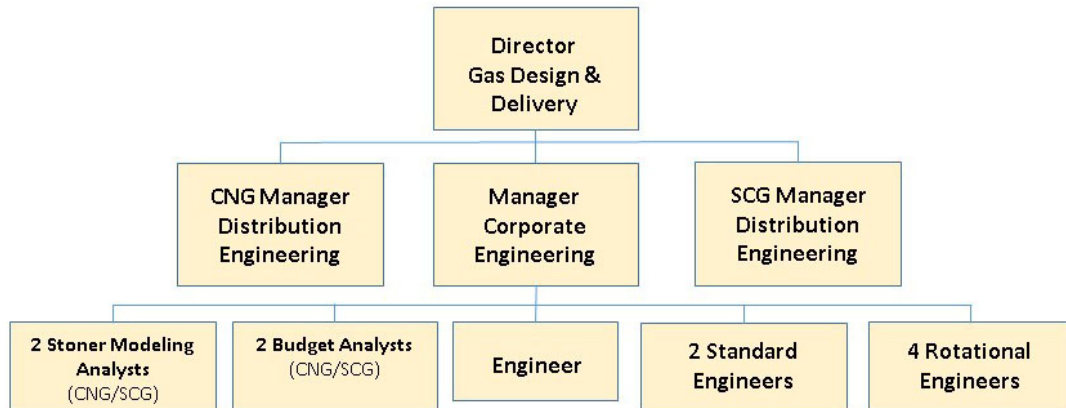 Director
Gas Design &
Delivery
CNG Manager
Distribution
Engineering
Manager
Corporate
Engineering
SCG Manager
Distribution
Engineering
2 Stoner Modeling
Analysts
(CNG/SCG)
2 Budget Analysts
(CNG/SCG)
Engineer
2 Standard
Engineers
4 Rotational
Engineers